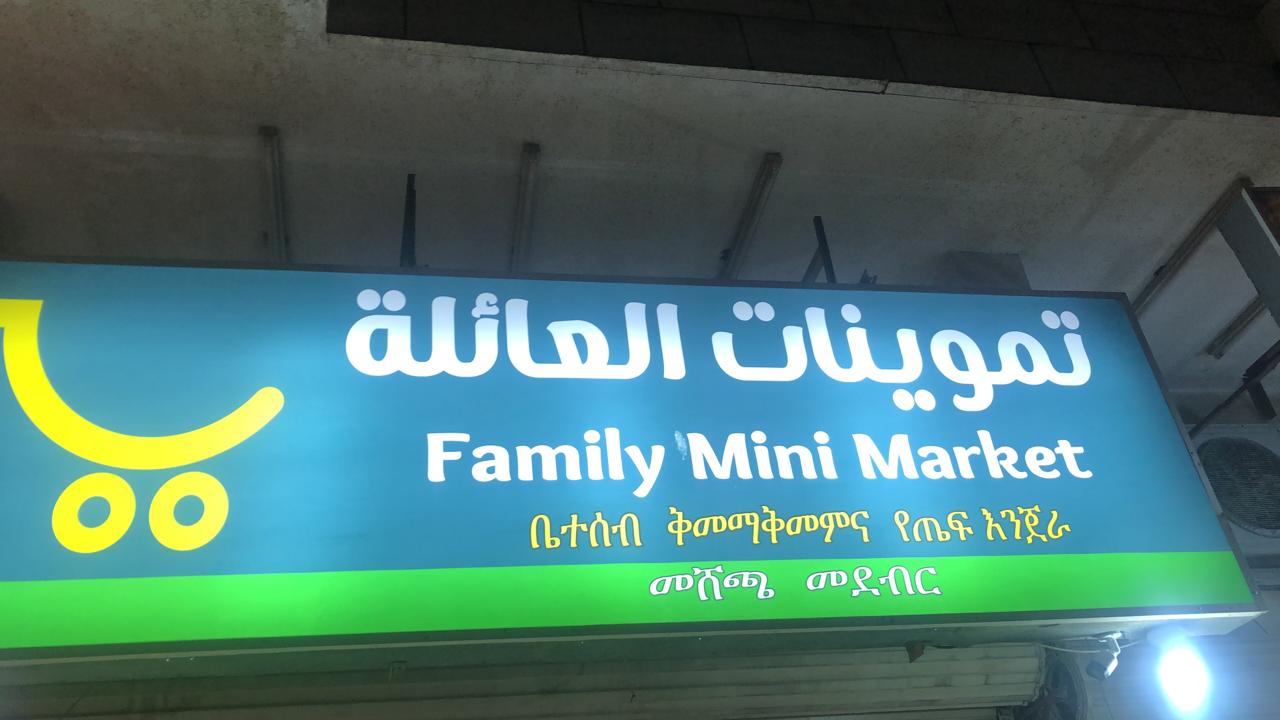 تموينات العائلة
Family Mini Market
ቤተሰብ ቅመማቅመምና የጤፍ እንጀራ
መሸጫ መደብር